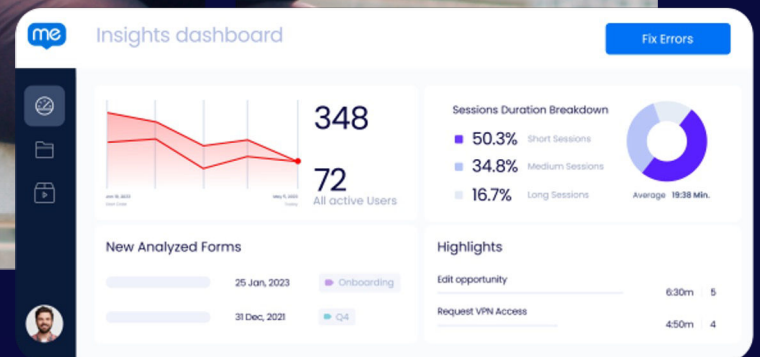 me
Insights dashboard
Fix Errors
348
72
All active Users
Sessions Duration Breakdown
50.3% Short Sessions
34.8% Medium Sessions
16.7% Long Sessions
Average 19:38 Min.
New Analyzed Forms
25 Jan, 2023 Onboarding
31 Dec, 2021 Q4
Highlights
Edit opportunity
6:30m 5
Request VPN Access
4:50m 4